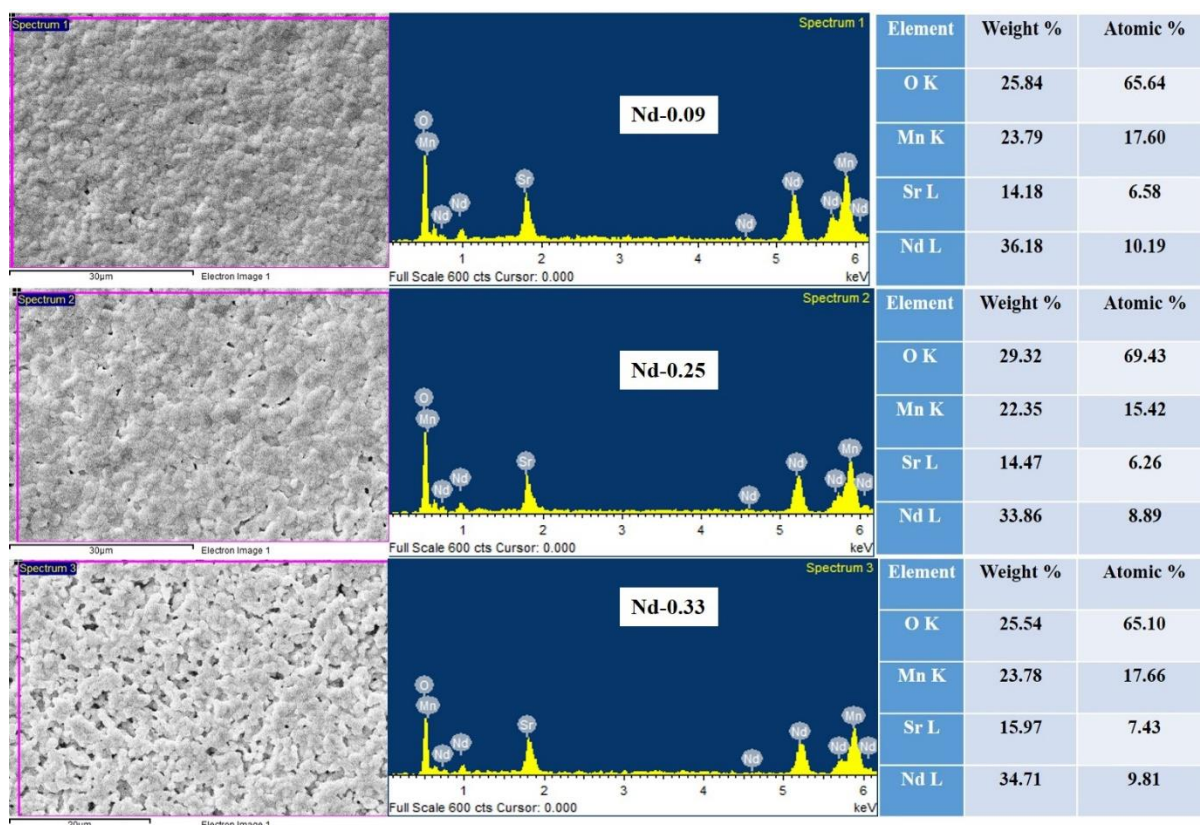 Spectrum 1
30µm Electron Image 1
Spectrum 1
Nd-0.09
O
Mn
Nd
Nd
Sr
Nd
Nd
Nd
Mn
Nd
1 2 3 4 5 6
Full Scale 600 cts Cursor: 0.000 keV
Element Weight % Atomic %
O K 25.84 65.64
Mn K 23.79 17.60
Sr L 14.18 6.58
Nd L 36.18 10.19
Spectrum 2
30µm Electron Image 1
Spectrum 2
Nd-0.25
O
Mn
Nd
Nd
Sr
Nd
Nd
Nd
Mn
Nd
1 2 3 4 5 6
Full Scale 600 cts Cursor: 0.000 keV
Element Weight % Atomic %
O K 29.32 69.43
Mn K 22.35 15.42
Sr L 14.47 6.26
Nd L 33.86 8.89
Spectrum 3
20µm Electron Image 1
Spectrum 3
Nd-0.33
O
Mn
Nd
Nd
Sr
Nd
Nd
Nd
Mn
Nd
1 2 3 4 5 6
Full Scale 600 cts Cursor: 0.000 keV
Element Weight % Atomic %
O K 25.54 65.10
Mn K 23.78 17.66
Sr L 15.97 7.43
Nd L 34.71 9.81